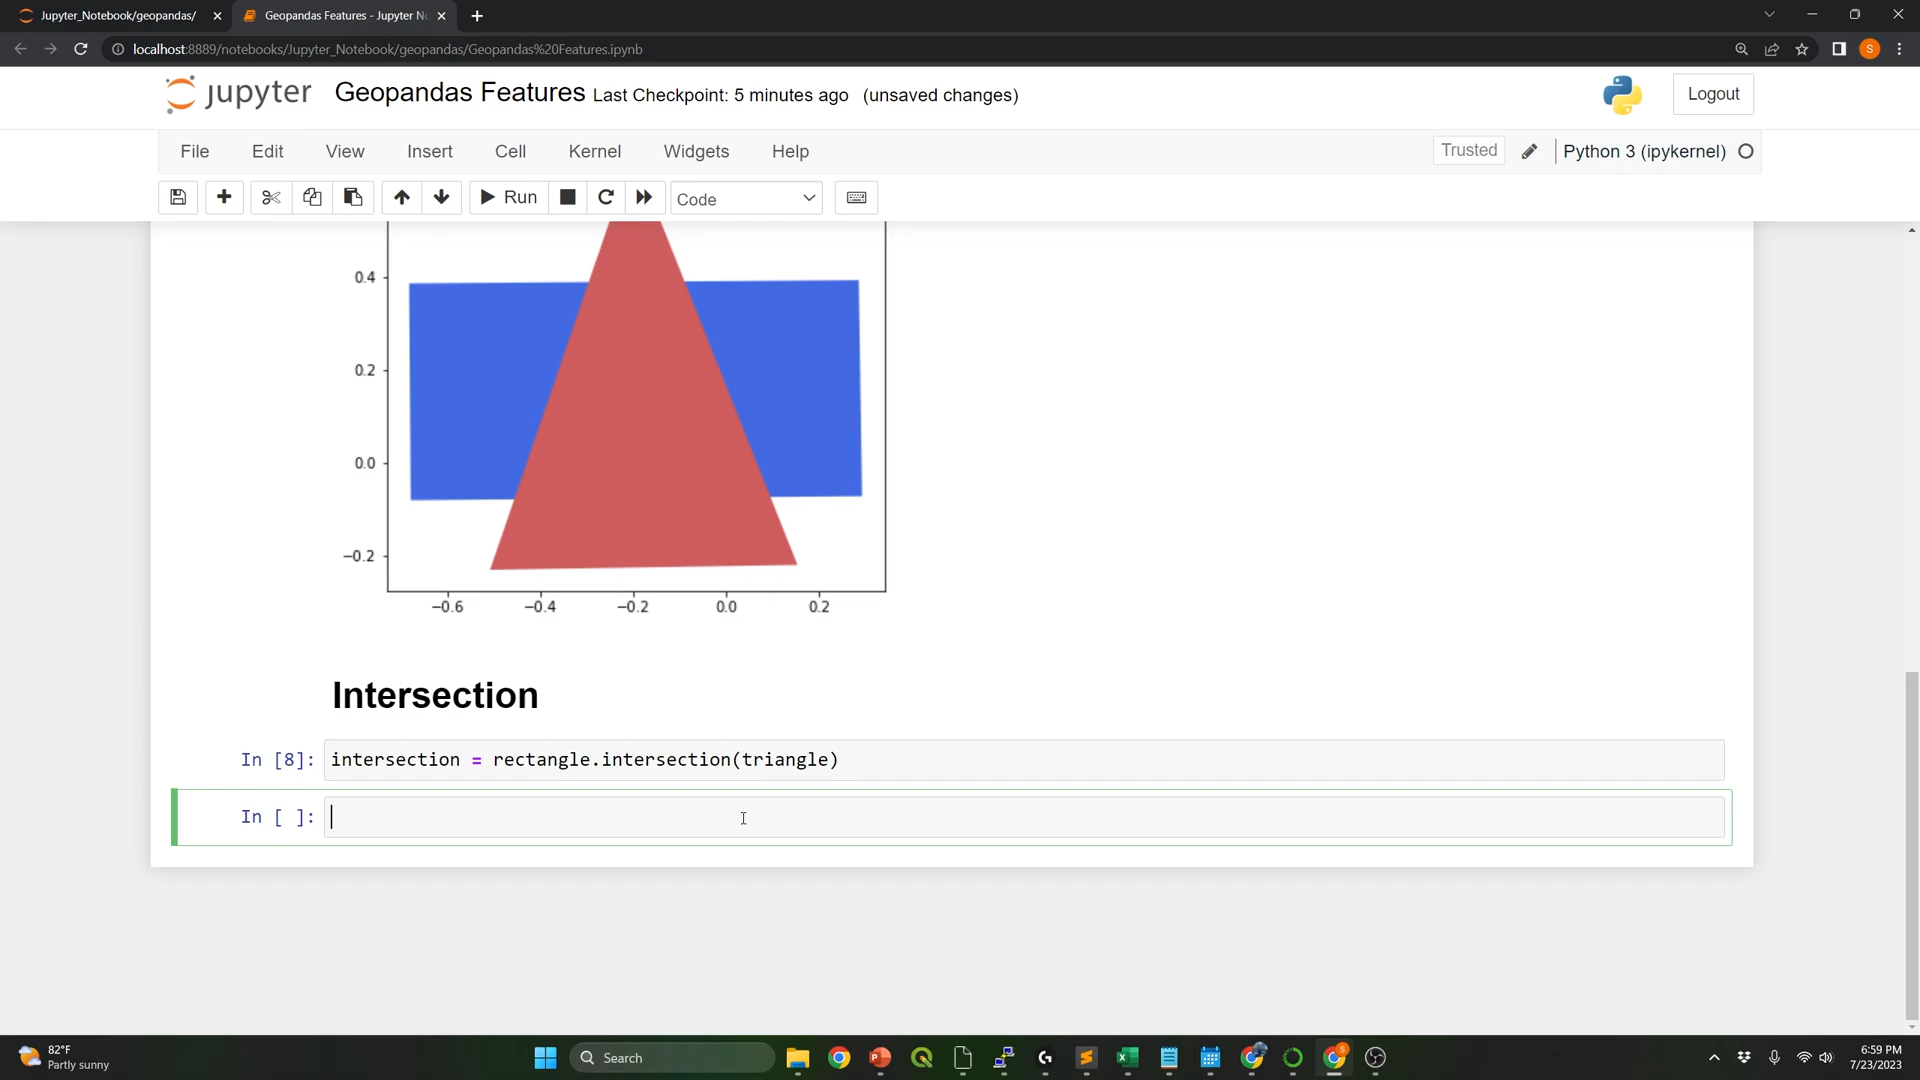 Jupyter_Notebook/geopandas/
Geopandas Features - Jupyter No
localhost:8889/notebooks/Jupyter_Notebook/geopandas/Geopandas%20Features.ipynb
S
jupyter Geopandas Features Last Checkpoint: 5 minutes ago (unsaved changes)
Logout
File Edit View Insert Cell Kernel Widgets Help
Trusted Python 3 (ipykernel)
Run Code
0.4
0.2
0.0
−0.2
−0.6 −0.4 −0.2 0.0 0.2
Intersection
In [8]: intersection = rectangle.intersection(triangle)
In [ ]:
82°F
Partly sunny
Search
6:59 PM
7/23/2023